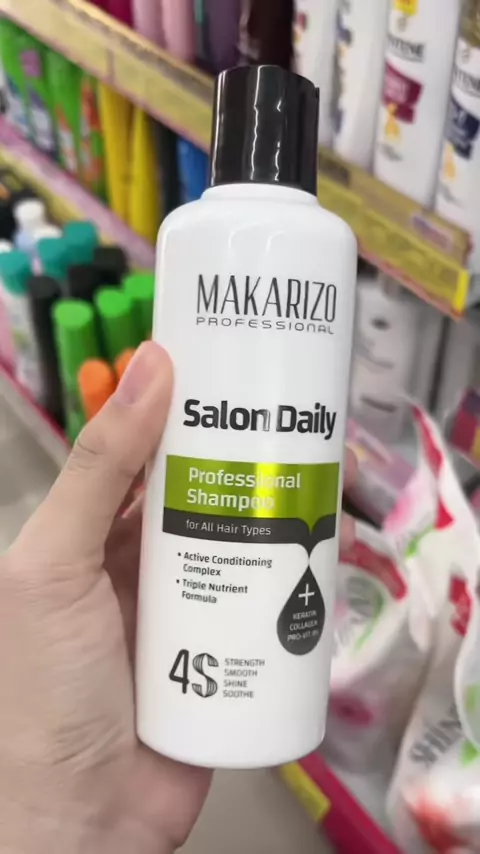 MAKARIZO
PROFESSIONAL
Salon Daily
Professional
Shampoo
for All Hair Types
• Active Conditioning
Complex
• Triple Nutrient
Formula
+
KERATIN
COLLAGEN
PRO-VIT B5
4S
STRENGTH
SMOOTH
SHINE
SOOTHE